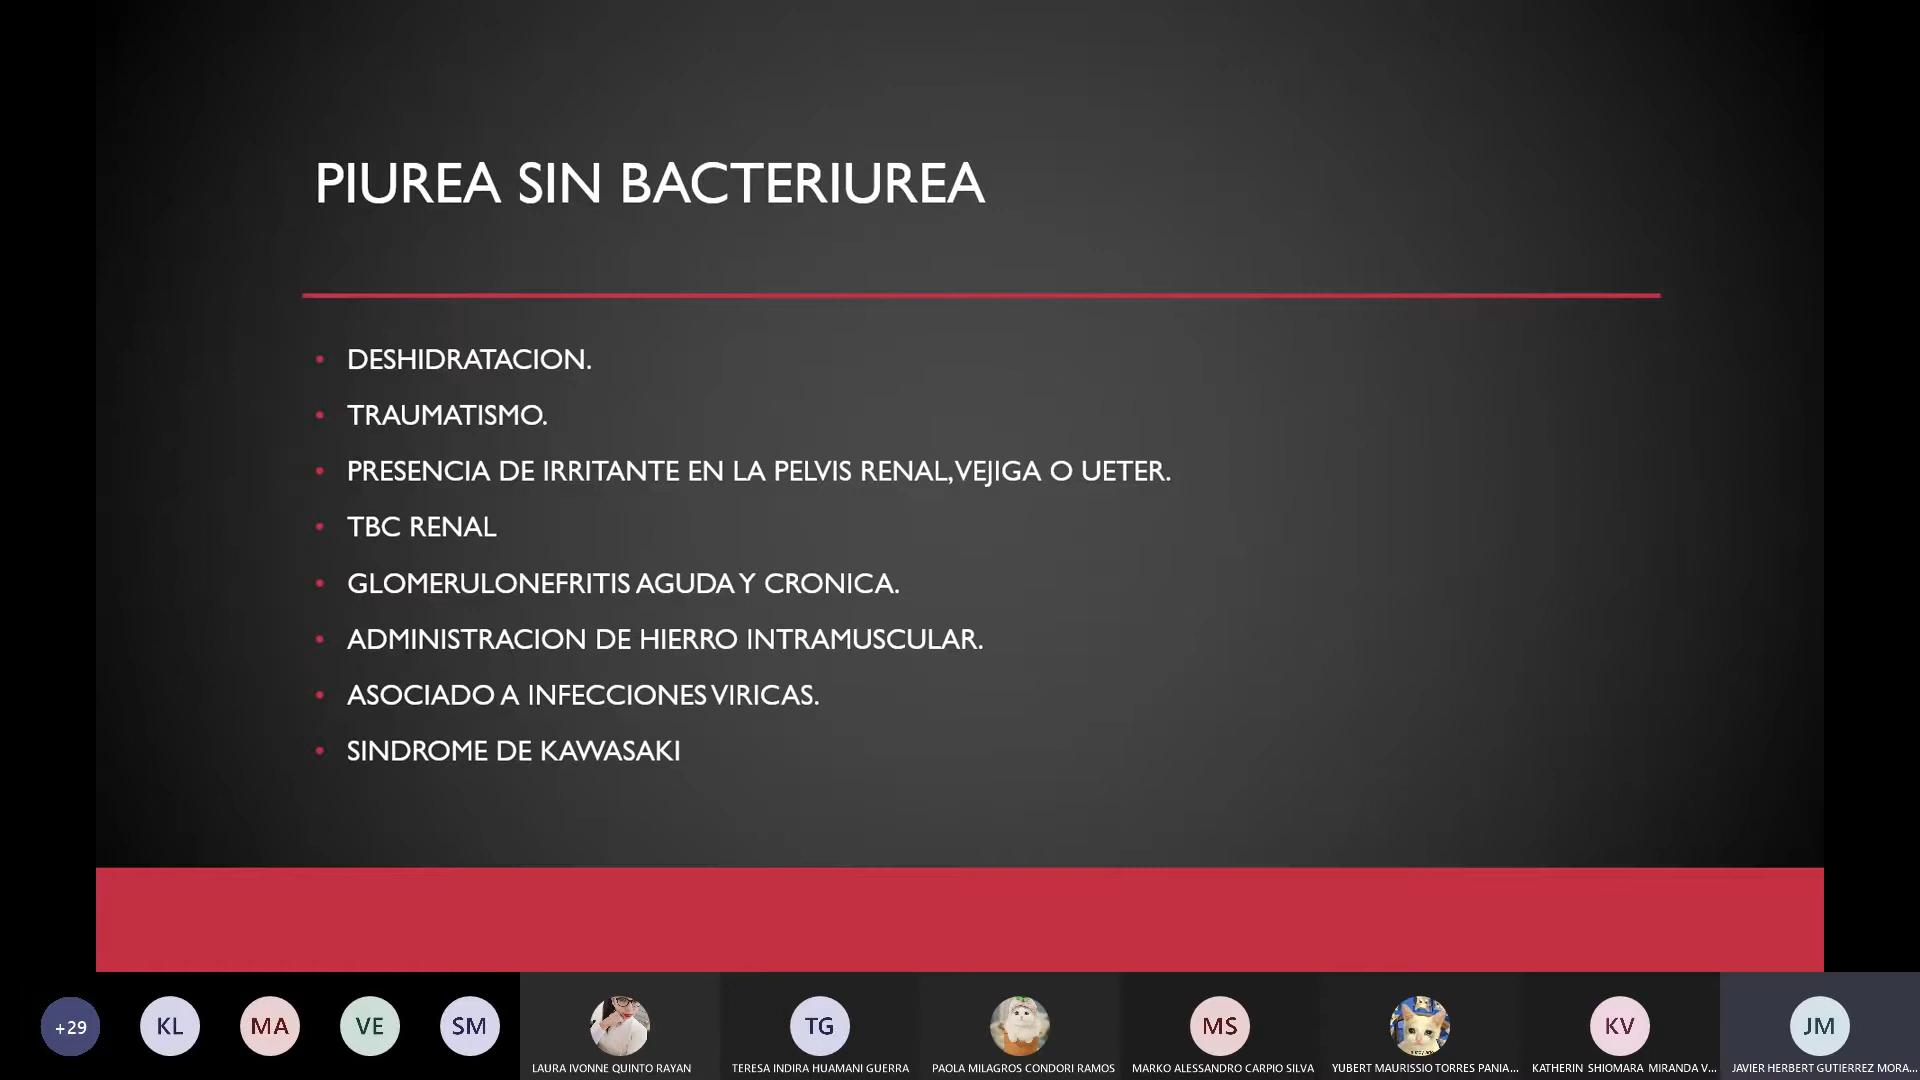 PIUREA SIN BACTERIUREA
• DESHIDRATACION.
• TRAUMATISMO.
• PRESENCIA DE IRRITANTE EN LA PELVIS RENAL, VEJIGA O UETER.
• TBC RENAL
• GLOMERULONEFRITIS AGUDA Y CRONICA.
• ADMINISTRACION DE HIERRO INTRAMUSCULAR.
• ASOCIADO A INFECCIONES VIRICAS.
• SINDROME DE KAWASAKI
+29 KL MA VE SM TG MS KV JM
LAURA IVONNE QUINTO RAYAN TERESA INDIRA HUAMANI GUERRA PAOLA MILAGROS CONDORI RAMOS MARKO ALESSANDRO CARPIO SILVA YUBERT MAURISSIO TORRES PANIA... KATHERIN SHIOMARA MIRANDA V... JAVIER HERBERT GUTIERREZ MORA...